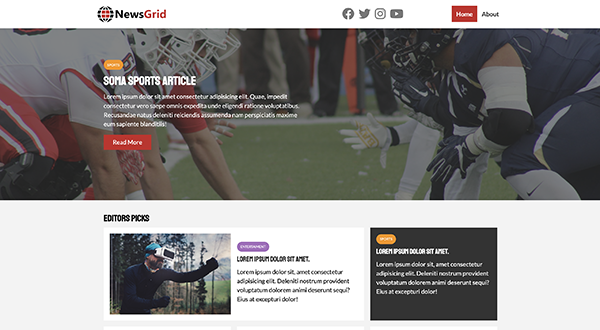 NewsGrid
Home About
SPORTS
SOMA SPORTS ARTICLE
Lorem ipsum dolor sit amet consectetur adipisicing elit. Quae, impedit
consectetur vero saepe omnis expedita unde eligendi ratione voluptatibus.
Recusandae natus deleniti reiciendis assumenda nam perspiciatis maxime
eum sapiente blanditiis!
Read More
EDITORS PICKS
ENTERTAINMENT
LOREM IPSUM DOLOR SIT AMET.
Lorem ipsum dolor sit, amet consectetur
adipisicing elit. Deleniti nostrum provident
voluptatum dolorem animi deserunt sequi?
Eius at excepturi dolor!
SPORTS
LOREM IPSUM DOLOR SIT AMET.
Lorem ipsum dolor sit, amet consectetur
adipisicing elit. Deleniti nostrum provident
voluptatum dolorem animi deserunt sequi?
Eius at excepturi dolor!